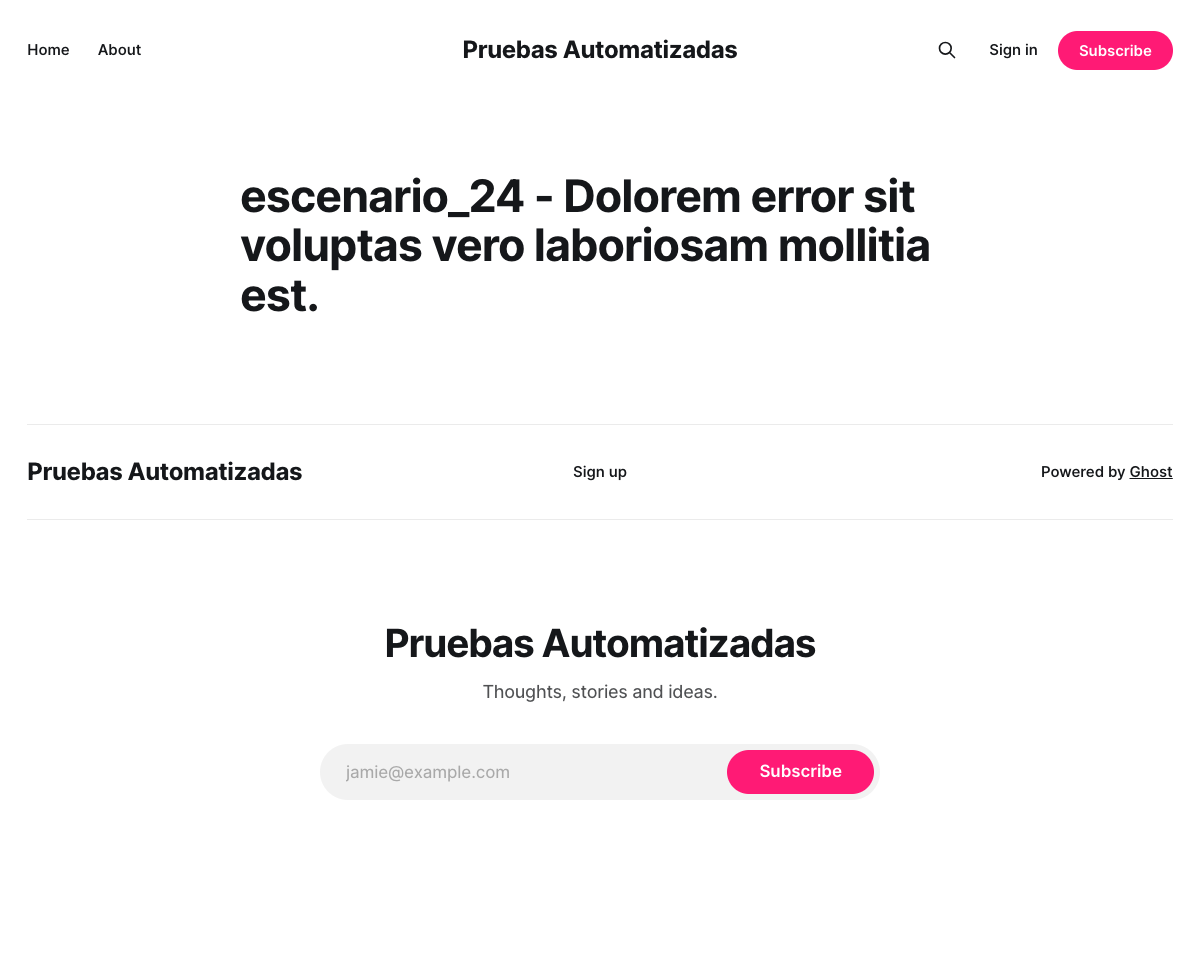 Home About Pruebas Automatizadas Sign in Subscribe
escenario_24 - Dolorem error sit
voluptas vero laboriosam mollitia
est.
Pruebas Automatizadas Sign up Powered by Ghost
Pruebas Automatizadas
Thoughts, stories and ideas.
jamie@example.com Subscribe